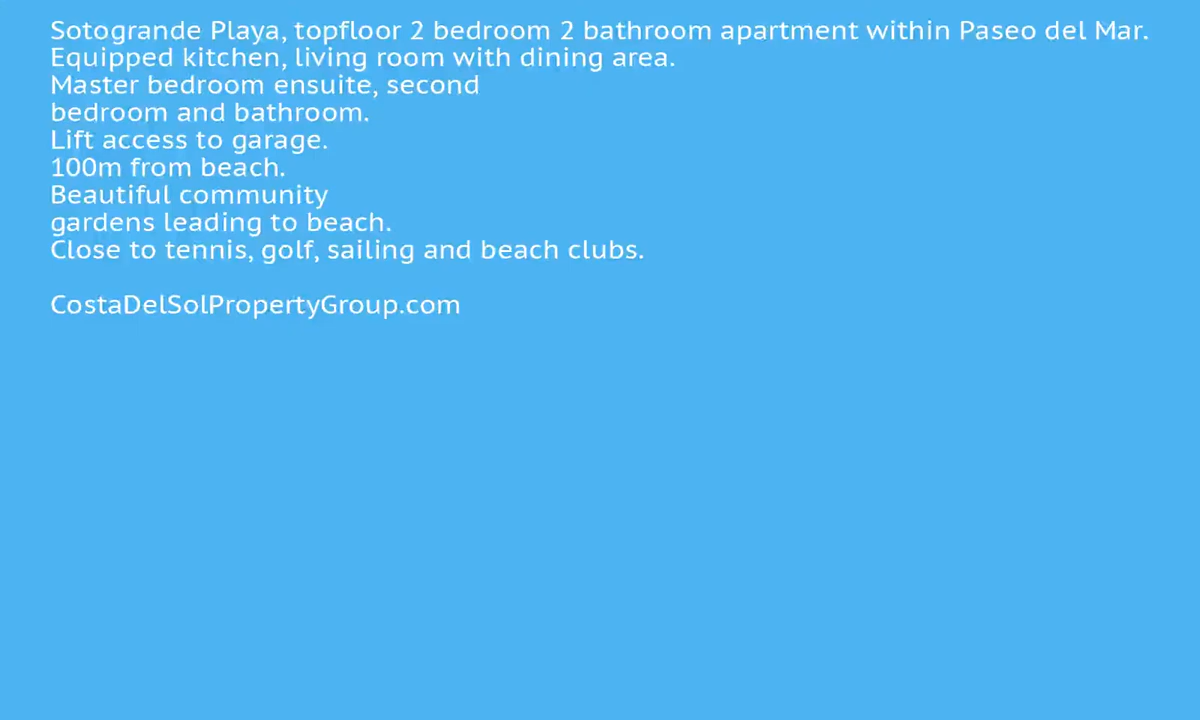 Sotogrande Playa, topfloor 2 bedroom 2 bathroom apartment within Paseo del Mar.
Equipped kitchen, living room with dining area.
Master bedroom ensuite, second
bedroom and bathroom.
Lift access to garage.
100m from beach.
Beautiful community
gardens leading to beach.
Close to tennis, golf, sailing and beach clubs.
CostaDelSolPropertyGroup.com